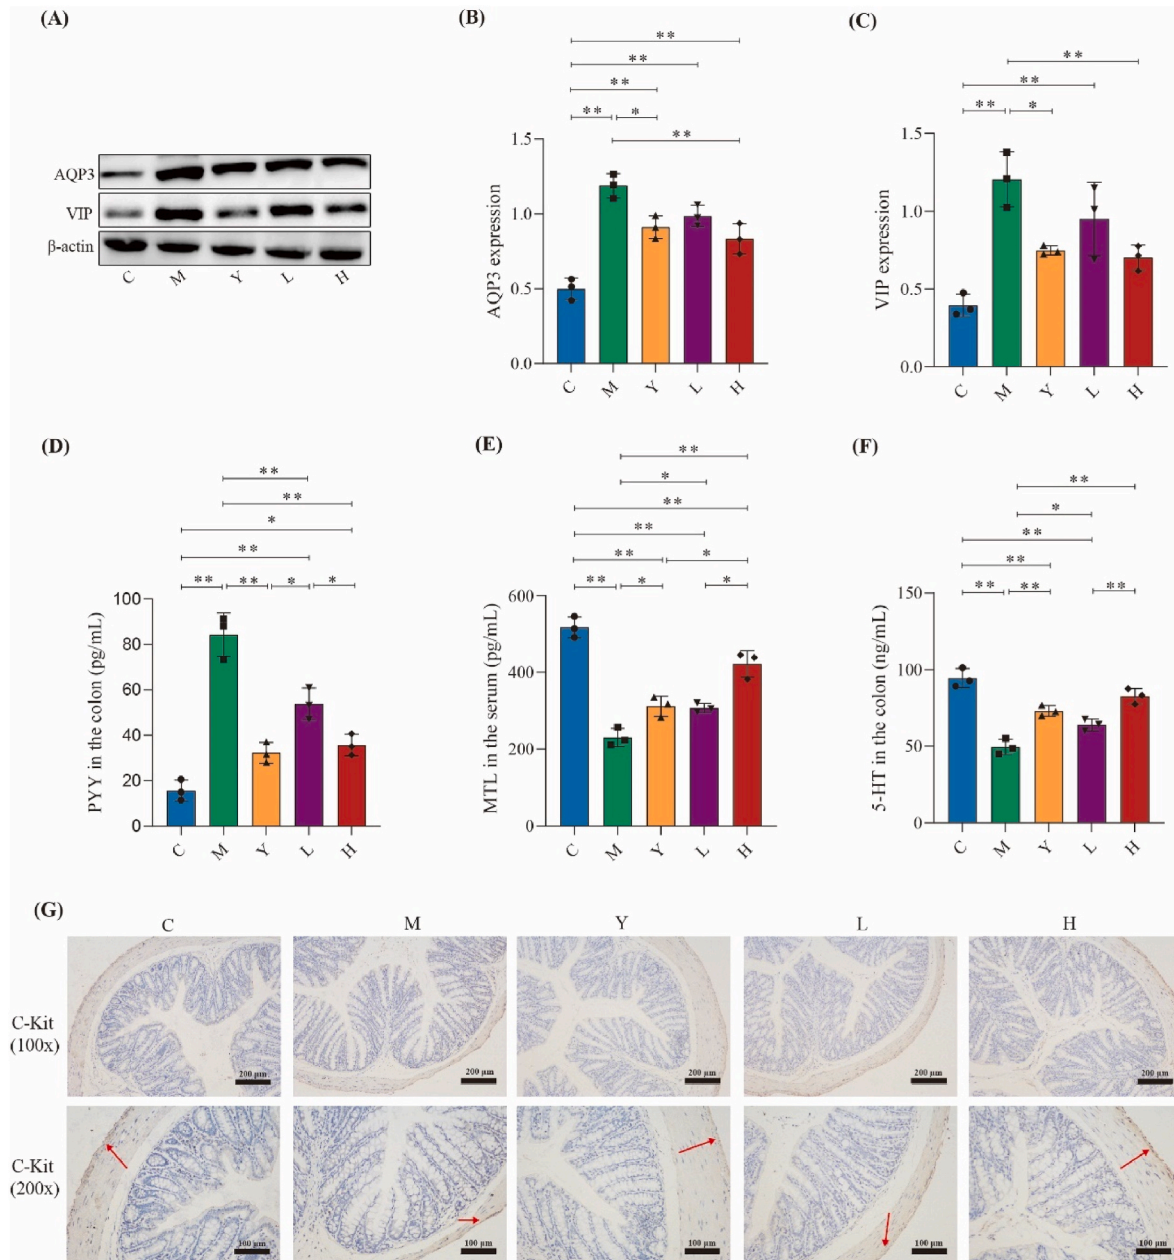 (A)
AQP3
VIP
β-actin
C M Y L H
(B)
** 
**
**
** *
**
AQP3 expression
1.5
1.0
0.5
0.0
C M Y L H
(C)
**
**
** *
VIP expression
1.5
1.0
0.5
0.0
C M Y L H
(D)
**
**
*
**
** ** * *
PYY in the colon (pg/mL)
100
80
60
40
20
0
C M Y L H
(E)
**
*
**
**
** *
** * *
MTL in the serum (pg/mL)
600
400
200
0
C M Y L H
(F)
**
*
**
**
** ** **
5-HT in the colon (ng/mL)
150
100
50
0
C M Y L H
(G)
C M Y L H
C-Kit
(100x)
200 μm 200 μm 200 μm 200 μm 200 μm
C-Kit
(200x)
100 μm 100 μm 100 μm 100 μm 100 μm